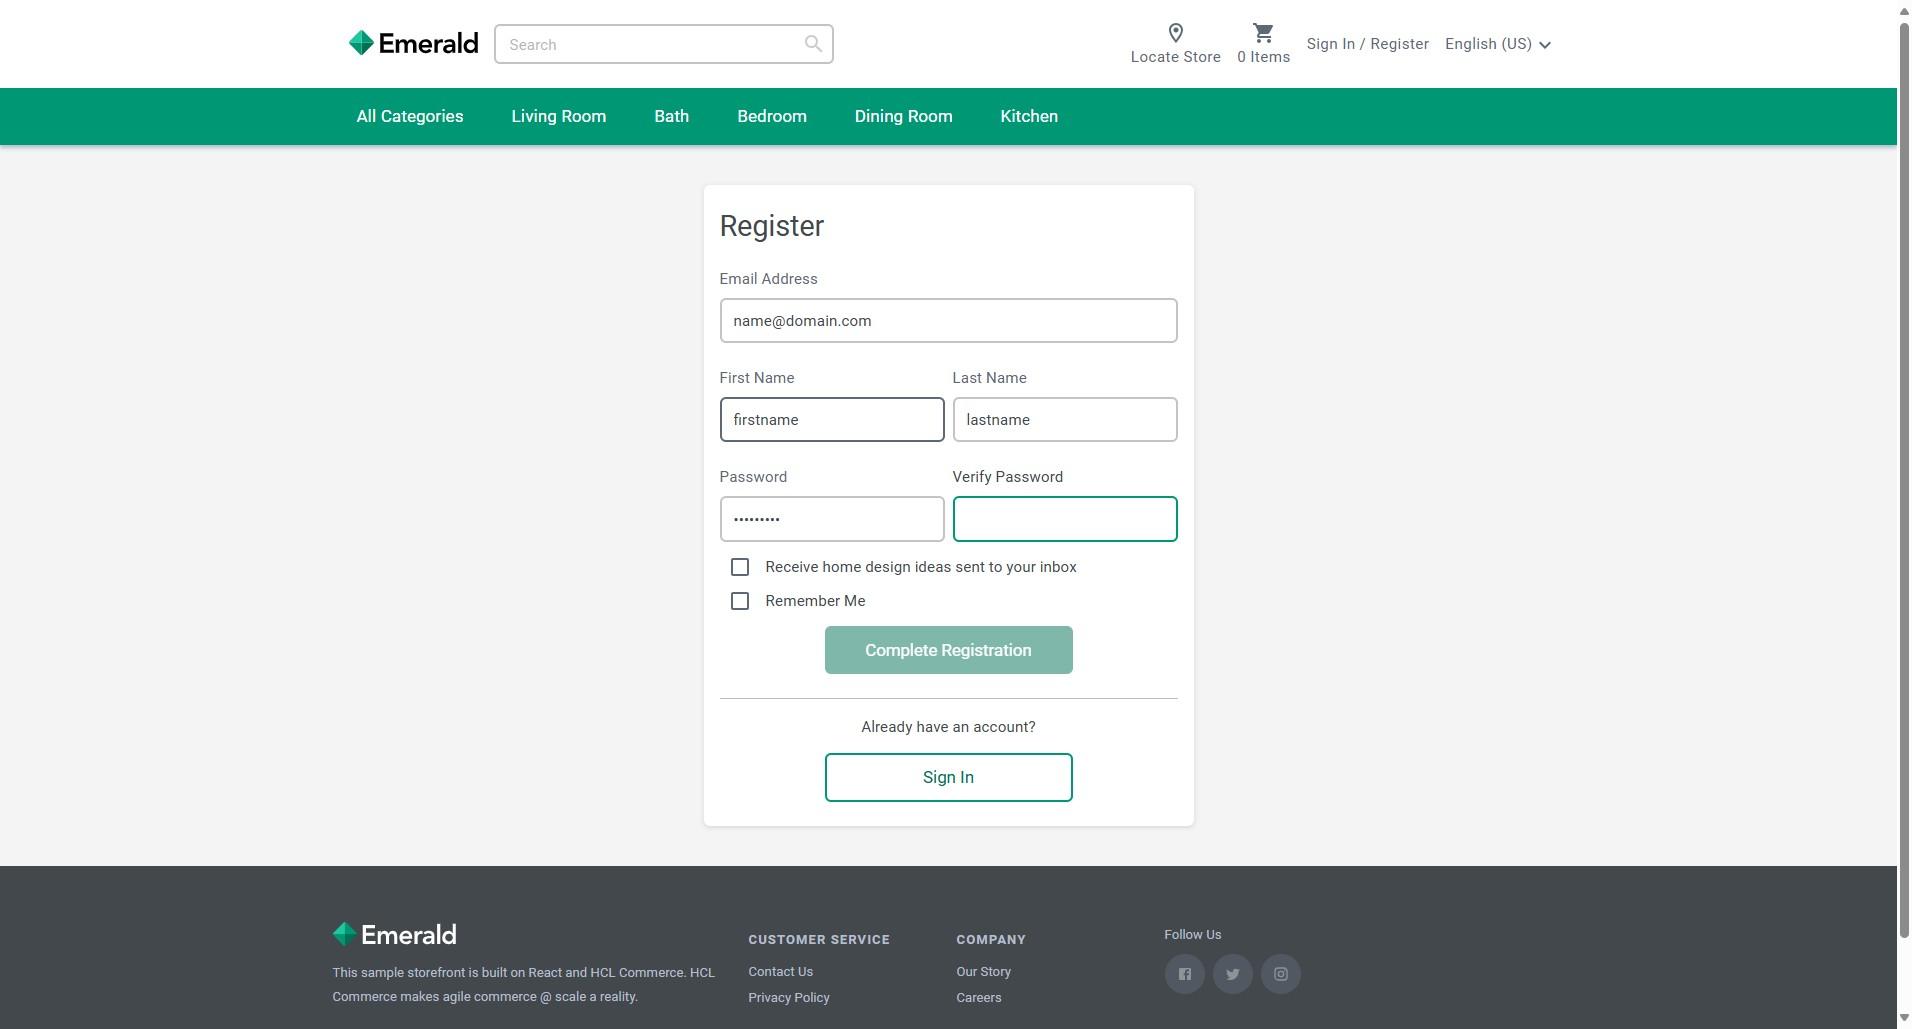 Emerald
Search
Locate Store
0 Items
Sign In / Register
English (US)
All Categories
Living Room
Bath
Bedroom
Dining Room
Kitchen
Register
Email Address
name@domain.com
First Name
Last Name
firstname
lastname
Password
Verify Password
•••••••••
Receive home design ideas sent to your inbox
Remember Me
Complete Registration
Already have an account?
Sign In
Emerald
This sample storefront is built on React and HCL Commerce. HCL
Commerce makes agile commerce @ scale a reality.
CUSTOMER SERVICE
Contact Us
Privacy Policy
COMPANY
Our Story
Careers
Follow Us